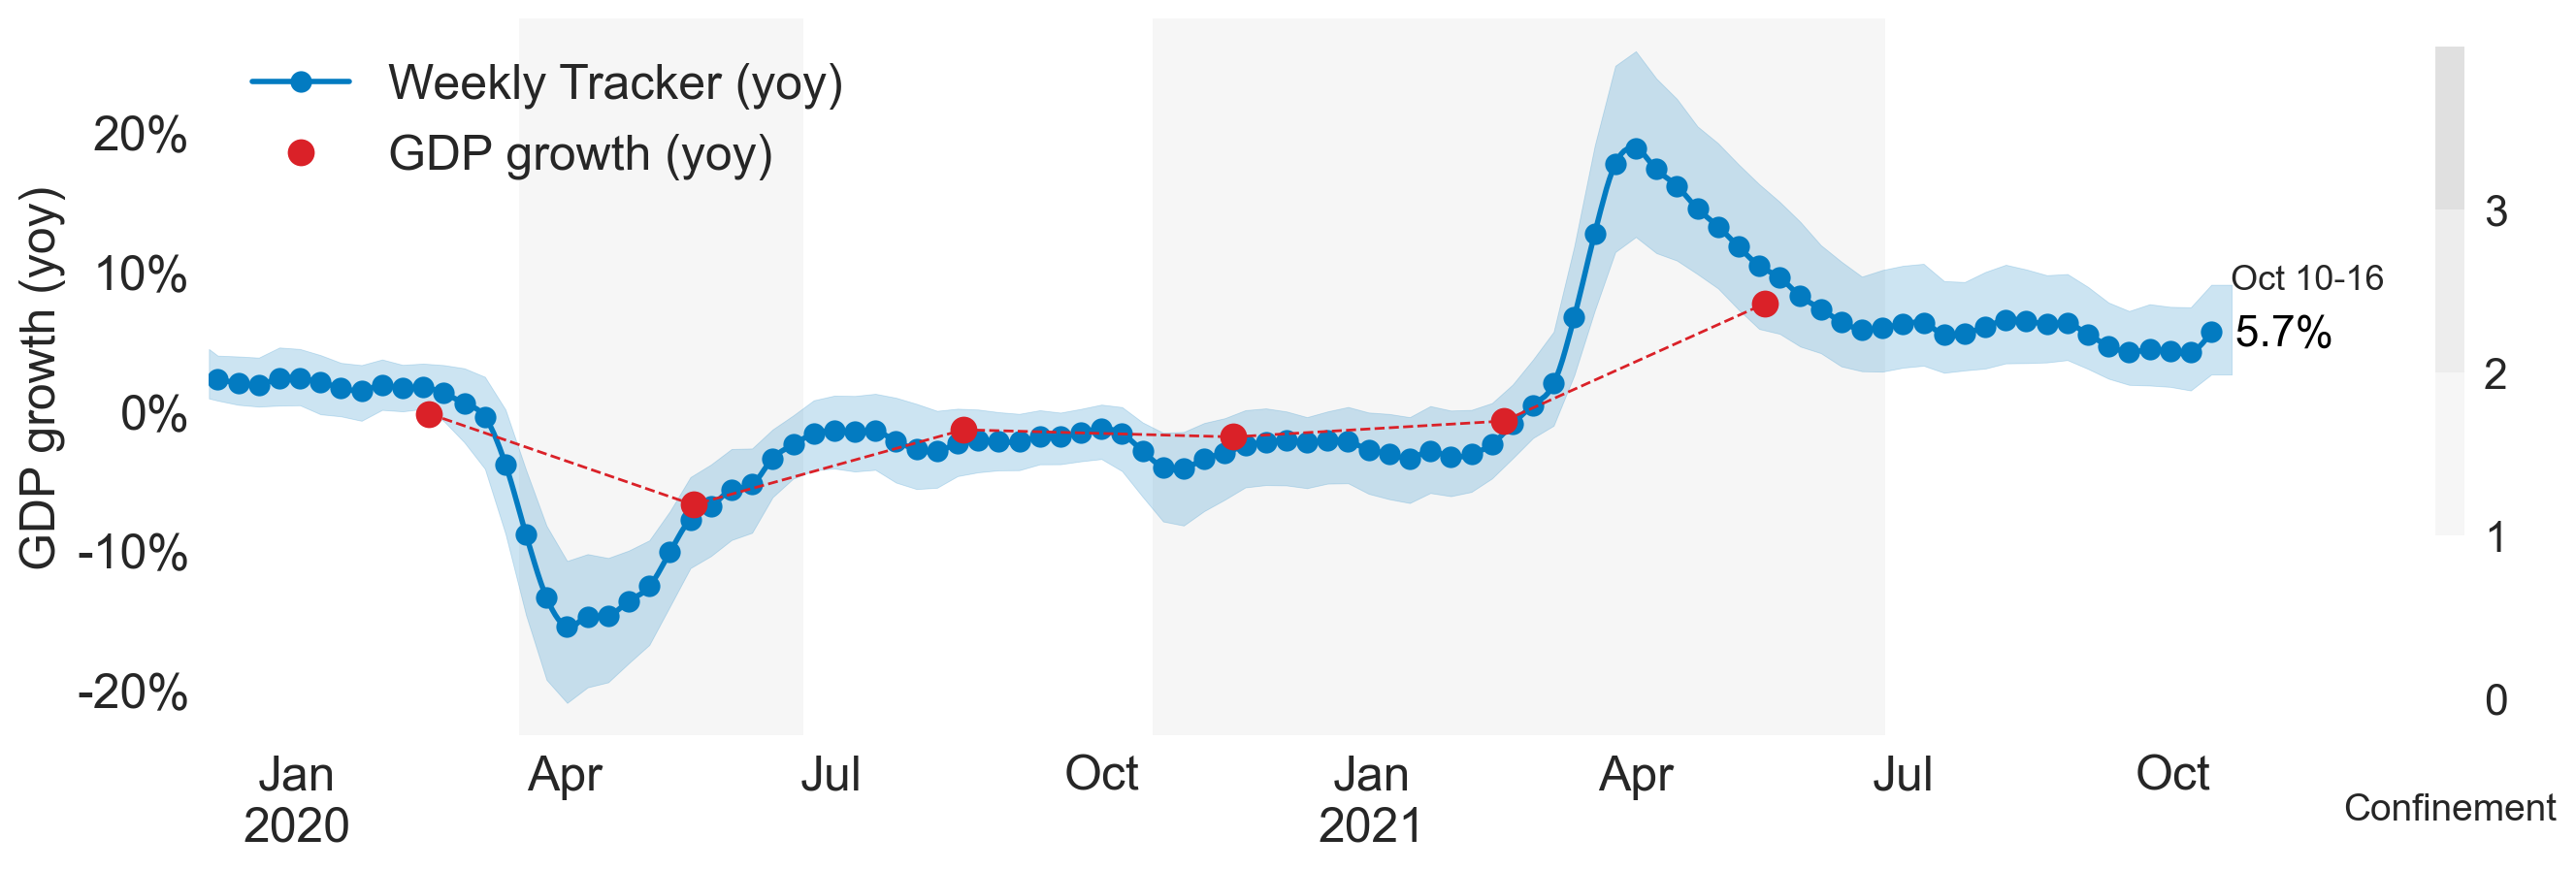 Weekly Tracker (yoy)
GDP growth (yoy)
GDP growth (yoy)
20%
10%
0%
-10%
-20%
Oct 10-16
5.7%
3
2
1
0
Jan Apr Jul Oct Jan Apr Jul Oct
2020 2021
Confinement